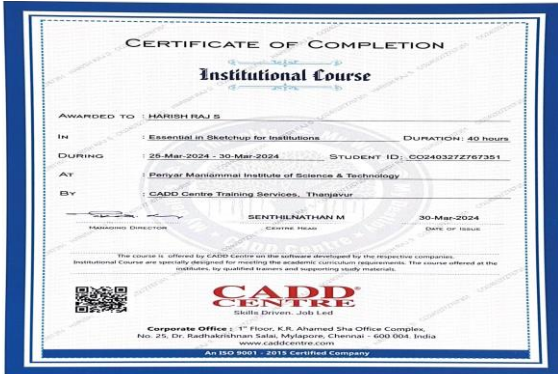 CERTIFICATE OF COMPLETION
Institutional Course
AWARDED TO : HARISH RAJ S
IN : Essential in Sketchup for Institutions DURATION: 40 hours
DURING : 25-Mar-2024 - 30-Mar-2024 STUDENT ID: CO240327Z767351
AT : Periyar Maniammai Institute of Science & Technology
BY : CADD Centre Training Services, Thanjavur
SENTHILNATHAN M 30-Mar-2024
MANAGING DIRECTOR CENTRE HEAD DATE OF ISSUE
The course is offered by CADD Centre on the software developed by the respective companies.
Institutional Course are specially designed for meeting the academic curriculum requirements. The course offered at the
institutes, by qualified trainers and supporting study materials.
CADD
CENTRE
Skills Driven. Job Led
Corporate Office : 1st Floor, K.R. Ahamed Sha Office Complex,
No. 25, Dr. Radhakrishnan Salai, Mylapore, Chennai - 600 004. India
www.caddcentre.com
An ISO 9001 - 2015 Certified Company